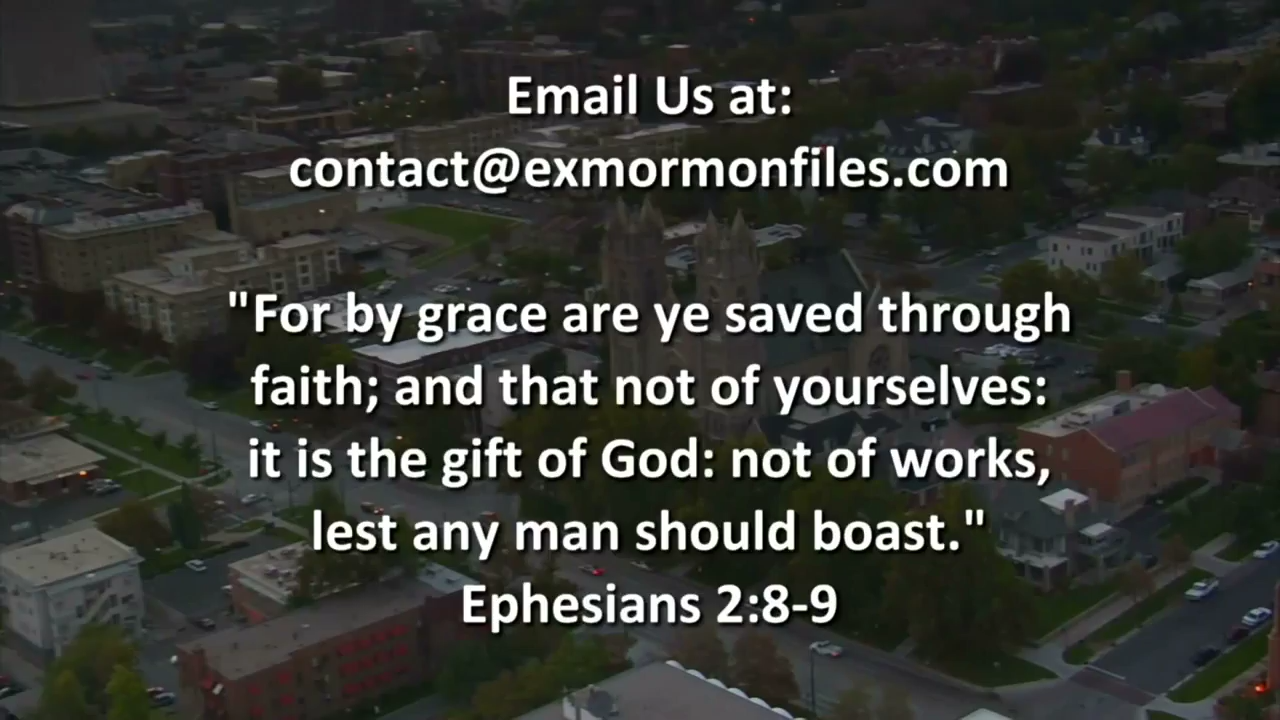 Email Us at:
contact@exmormonfiles.com
"For by grace are ye saved through
faith; and that not of yourselves:
it is the gift of God: not of works,
lest any man should boast."
Ephesians 2:8-9